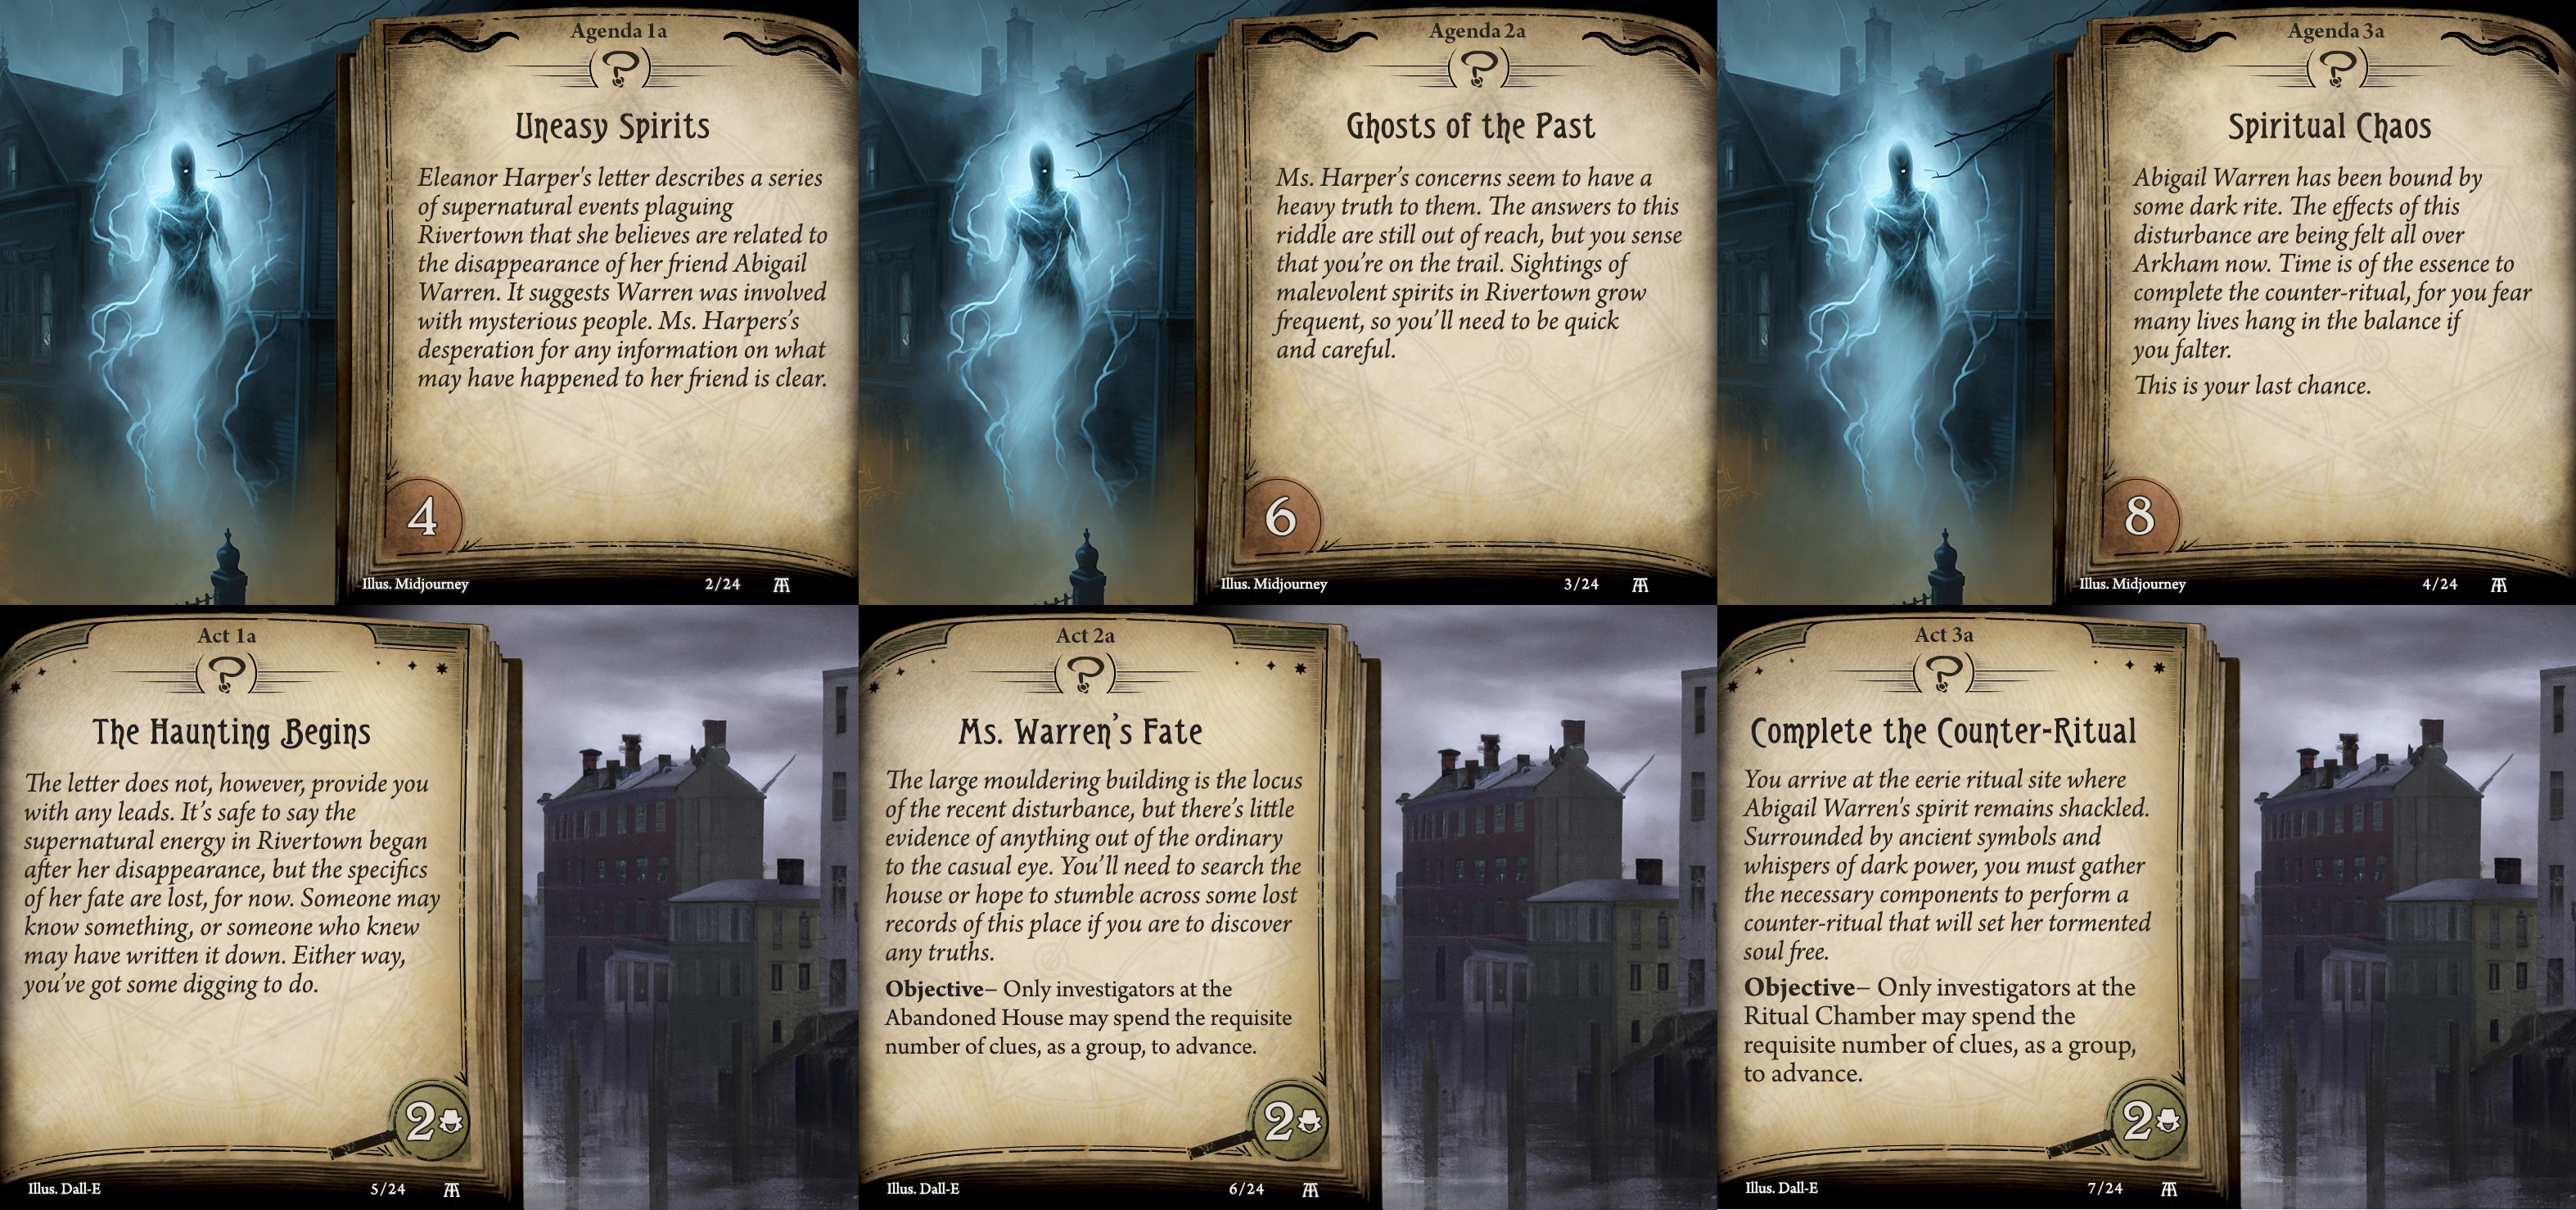 Agenda 1a
Uneasy Spirits
Eleanor Harper's letter describes a series
of supernatural events plaguing
Rivertown that she believes are related to
the disappearance of her friend Abigail
Warren. It suggests Warren was involved
with mysterious people. Ms. Harpers's
desperation for any information on what
may have happened to her friend is clear.
4
Illus. Midjourney
2/24
Agenda 2a
Ghosts of the Past
Ms. Harper's concerns seem to have a
heavy truth to them. The answers to this
riddle are still out of reach, but you sense
that you're on the trail. Sightings of
malevolent spirits in Rivertown grow
frequent, so you'll need to be quick
and careful.
6
Illus. Midjourney
3/24
Agenda 3a
Spiritual Chaos
Abigail Warren has been bound by
some dark rite. The effects of this
disturbance are being felt all over
Arkham now. Time is of the essence to
complete the counter-ritual, for you fear
many lives hang in the balance if
you falter.
This is your last chance.
8
Illus. Midjourney
4/24
Act 1a
The Haunting Begins
The letter does not, however, provide you
with any leads. It's safe to say the
supernatural energy in Rivertown began
after her disappearance, but the specifics
of her fate are lost, for now. Someone may
know something, or someone who knew
may have written it down. Either way,
you've got some digging to do.
2
Illus. Dall-E
5/24
Act 2a
Ms. Warren's Fate
The large mouldering building is the locus
of the recent disturbance, but there's little
evidence of anything out of the ordinary
to the casual eye. You'll need to search the
house or hope to stumble across some lost
records of this place if you are to discover
any truths.
Objective– Only investigators at the
Abandoned House may spend the requisite
number of clues, as a group, to advance.
2
Illus. Dall-E
6/24
Act 3a
Complete the Counter-Ritual
You arrive at the eerie ritual site where
Abigail Warren's spirit remains shackled.
Surrounded by ancient symbols and
whispers of dark power, you must gather
the necessary components to perform a
counter-ritual that will set her tormented
soul free.
Objective– Only investigators at the
Ritual Chamber may spend the
requisite number of clues, as a group,
to advance.
2
Illus. Dall-E
7/24